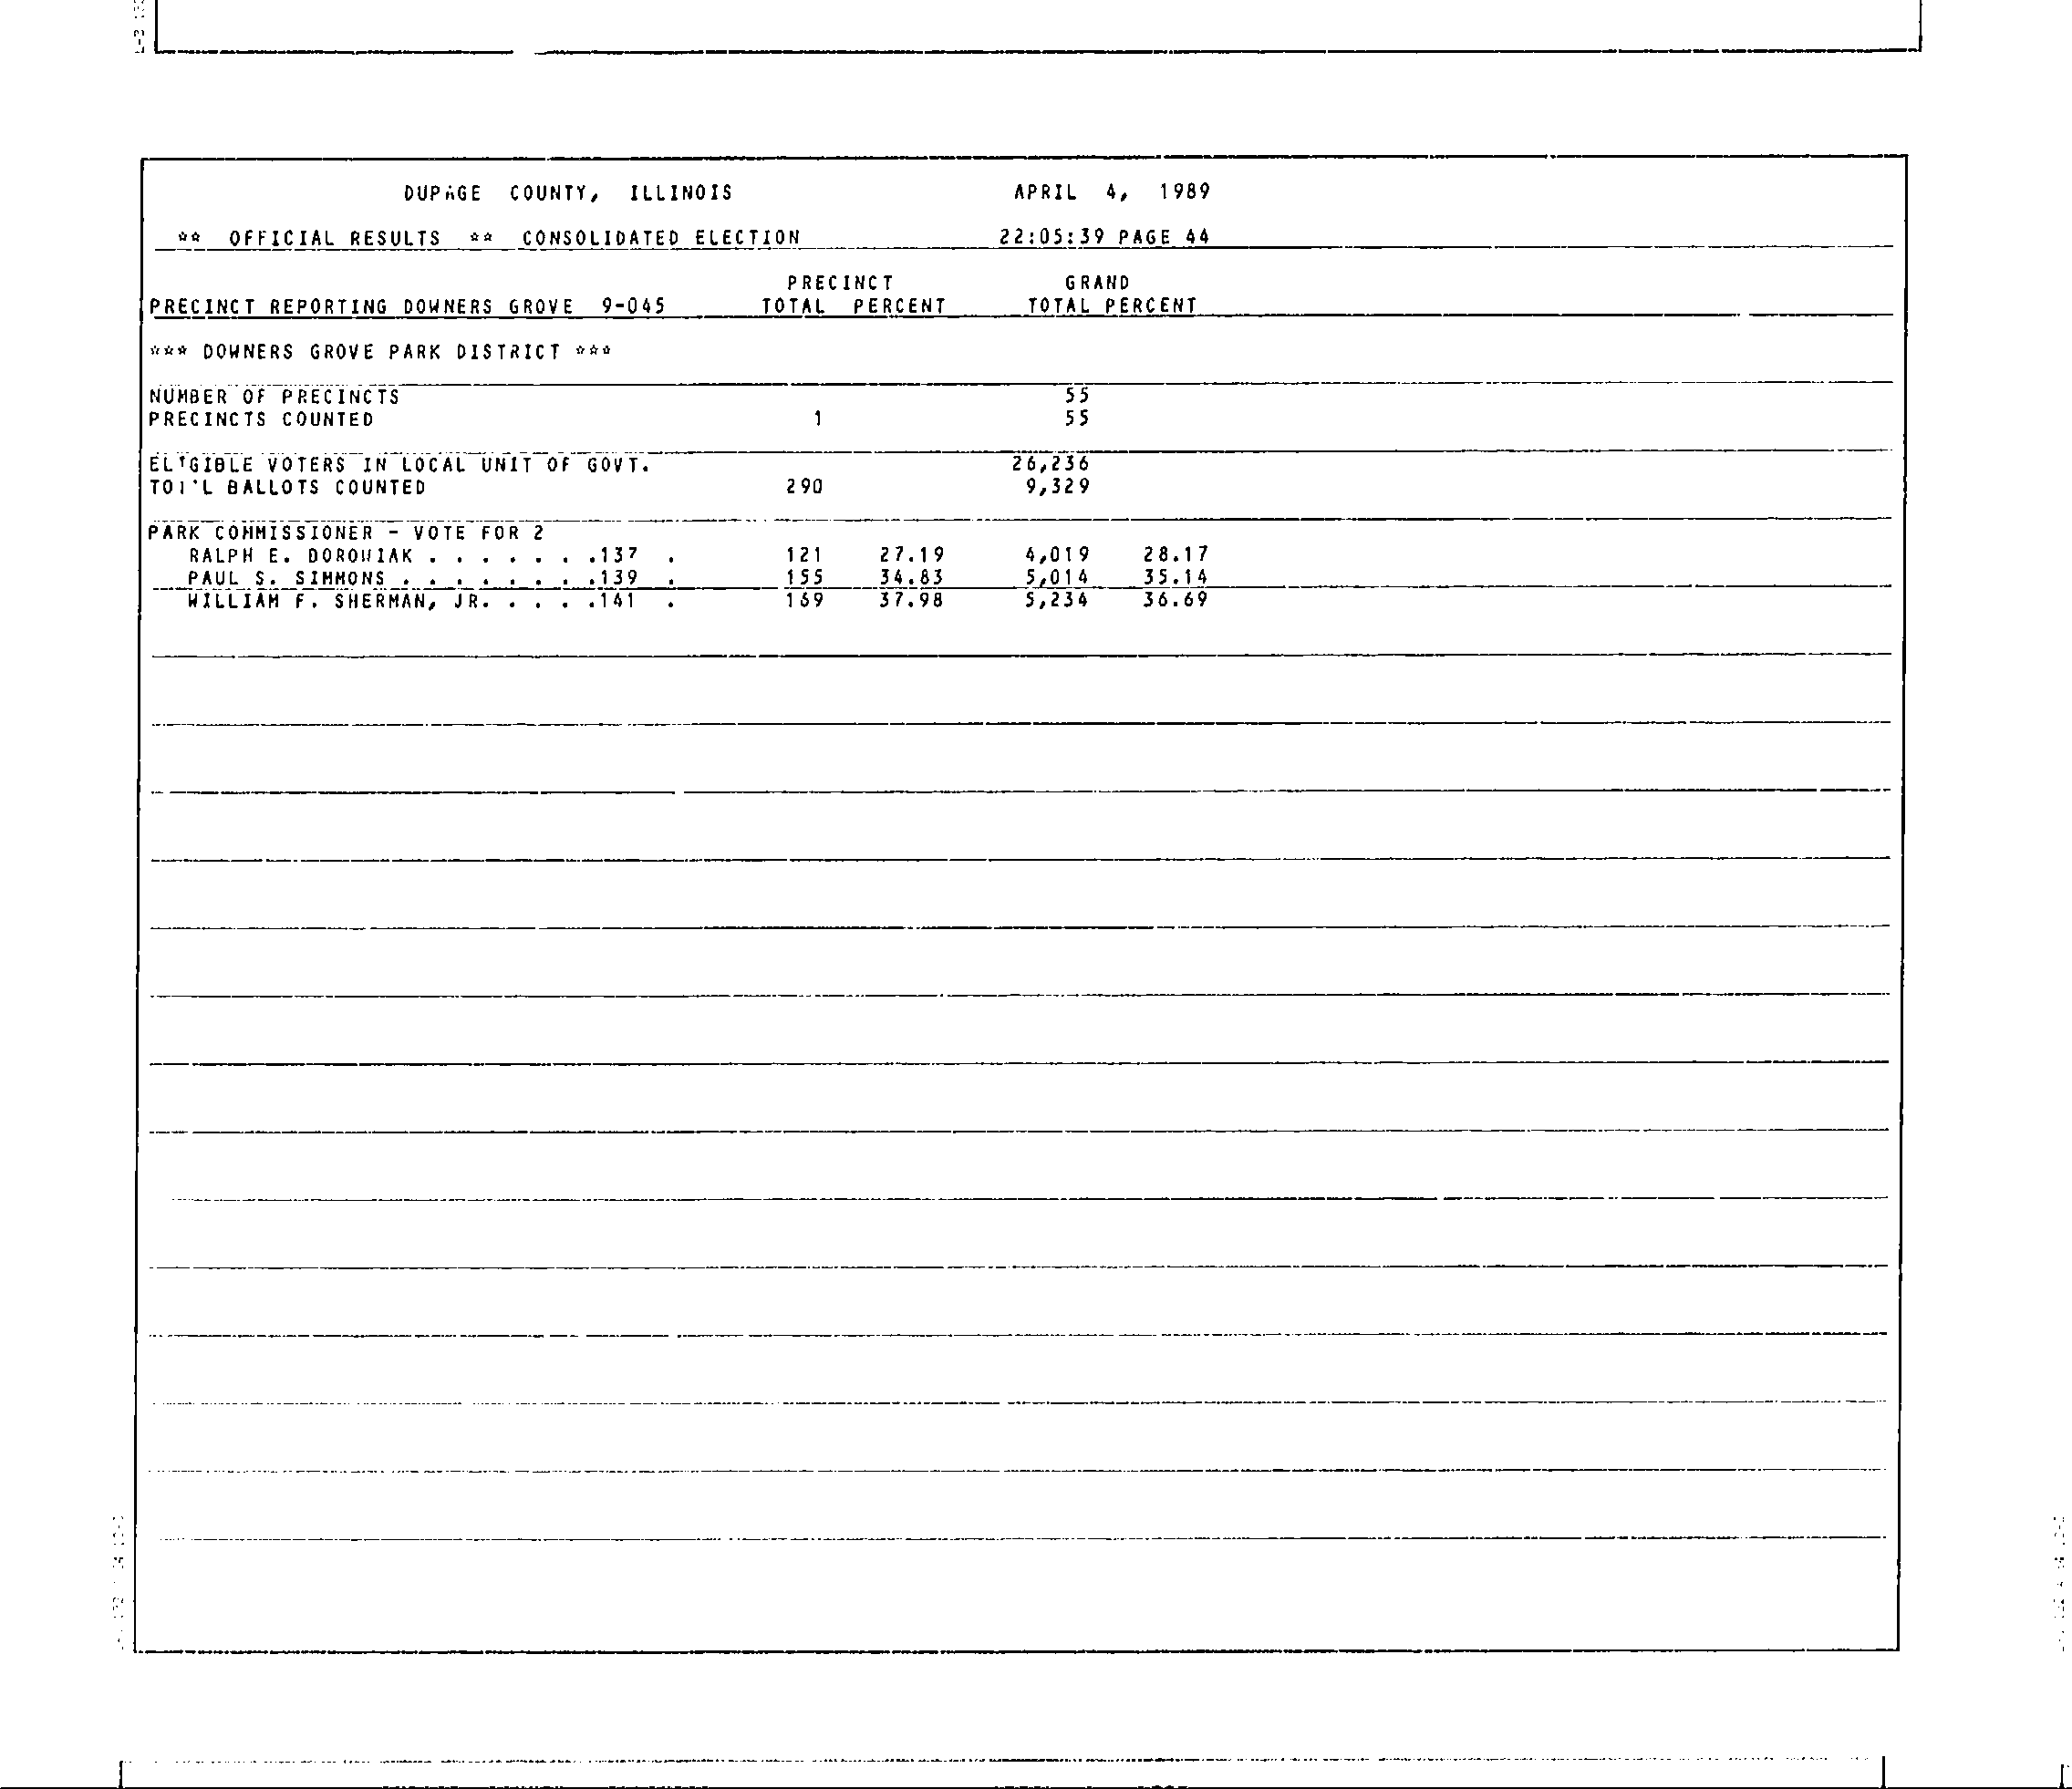 DUPAGE COUNTY, ILLINOIS APRIL 4, 1989
** OFFICIAL RESULTS ** CONSOLIDATED ELECTION 22:05:39 PAGE 44
PRECINCT GRAND
PRECINCT REPORTING DOWNERS GROVE 9-045 TOTAL PERCENT TOTAL PERCENT
*** DOWNERS GROVE PARK DISTRICT ***
NUMBER OF PRECINCTS 55
PRECINCTS COUNTED 1 55
ELIGIBLE VOTERS IN LOCAL UNIT OF GOVT. 26,236
TOT'L BALLOTS COUNTED 290 9,329
PARK COMMISSIONER - VOTE FOR 2
RALPH E. DOROWIAK . . . . . . .137 . 121 27.19 4,019 28.17
PAUL S. SIMMONS . . . . . . . .139 . 155 34.83 5,014 35.14
WILLIAM F. SHERMAN, JR. . . . .141 . 169 37.98 5,234 36.69